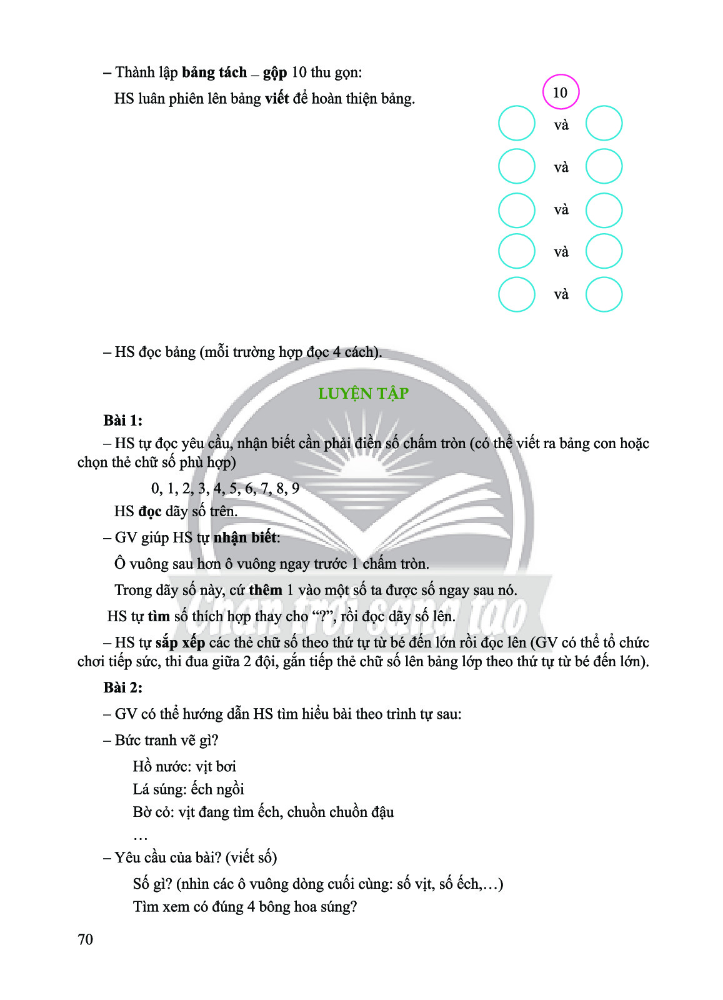 – Thành lập bảng tách – gộp 10 thu gọn:
HS luân phiên lên bảng viết để hoàn thiện bảng.
10
và
và
và
và
và
– HS đọc bảng (mỗi trường hợp đọc 4 cách).
LUYỆN TẬP
Bài 1:
– HS tự đọc yêu cầu, nhận biết cần phải điền số chấm tròn (có thể viết ra bảng con hoặc
chọn thẻ chữ số phù hợp)
0, 1, 2, 3, 4, 5, 6, 7, 8, 9
HS đọc dãy số trên.
– GV giúp HS tự nhận biết:
Ô vuông sau hơn ô vuông ngay trước 1 chấm tròn.
Trong dãy số này, cứ thêm 1 vào một số ta được số ngay sau nó.
Chân trời sáng tạo
HS tự tìm số thích hợp thay cho “?”, rồi đọc dãy số lên.
– HS tự sắp xếp các thẻ chữ số theo thứ tự từ bé đến lớn rồi đọc lên (GV có thể tổ chức
chơi tiếp sức, thi đua giữa 2 đội, gắn tiếp thẻ chữ số lên bảng lớp theo thứ tự từ bé đến lớn).
Bài 2:
– GV có thể hướng dẫn HS tìm hiểu bài theo trình tự sau:
– Bức tranh vẽ gì?
Hồ nước: vịt bơi
Lá súng: ếch ngồi
Bờ cỏ: vịt đang tìm ếch, chuồn chuồn đậu
…
– Yêu cầu của bài? (viết số)
Số gì? (nhìn các ô vuông dòng cuối cùng: số vịt, số ếch,…)
Tìm xem có đúng 4 bông hoa súng?
70